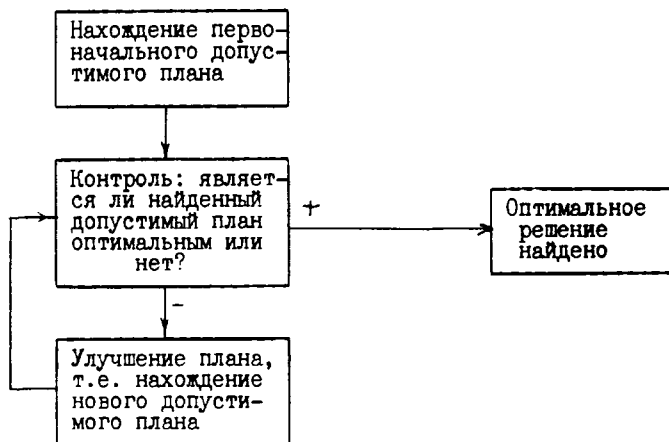 Нахождение перво-
начального допус-
тимого плана
Контроль: являет-
ся ли найденный
допустимый план
оптимальным или
нет?
+
Оптимальное
решение
найдено
-
Улучшение плана,
т.е. нахождение
нового допусти-
мого плана